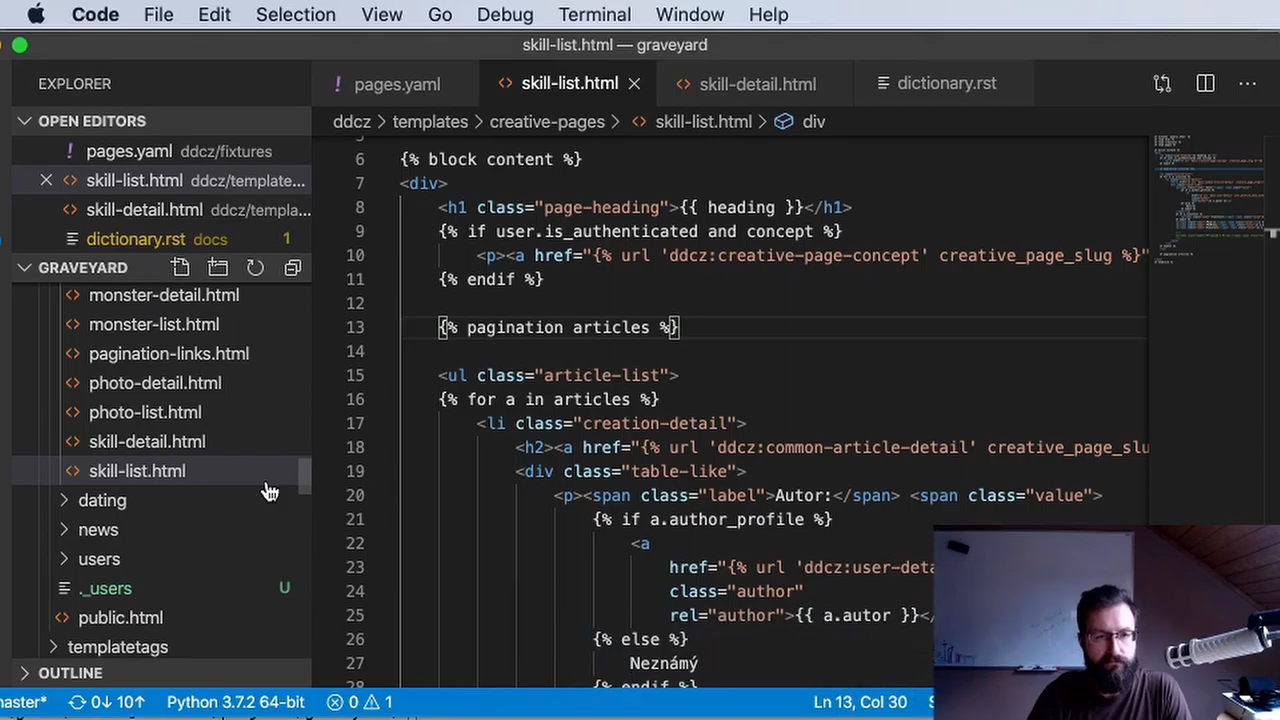 Code File Edit Selection View Go Debug Terminal Window Help
skill-list.html — graveyard
EXPLORER
OPEN EDITORS
! pages.yaml ddcz/fixtures
skill-list.html ddcz/template...
skill-detail.html ddcz/templa...
dictionary.rst docs 1
GRAVEYARD
monster-detail.html
monster-list.html
pagination-links.html
photo-detail.html
photo-list.html
skill-detail.html
skill-list.html
dating
news
users
._users U
public.html
templatetags
OUTLINE
! pages.yaml skill-list.html skill-detail.html dictionary.rst
ddcz > templates > creative-pages > skill-list.html > div
6 {% block content %}
7 <div>
8 <h1 class="page-heading">{{ heading }}</h1>
9 {% if user.is_authenticated and concept %}
10 <p><a href="{% url 'ddcz:creative-page-concept' creative_page_slug %}"
11 {% endif %}
12
13 {% pagination articles %}
14
15 <ul class="article-list">
16 {% for a in articles %}
17 <li class="creation-detail">
18 <h2><a href="{% url 'ddcz:common-article-detail' creative_page_slu
19 <div class="table-like">
20 <p><span class="label">Autor:</span> <span class="value">
21 {% if a.author_profile %}
22 <a
23 href="{% url 'ddcz:user-deta
24 class="author"
25 rel="author">{{ a.autor }}</
26 {% else %}
27 Neznámý
28 {% endif %}
naster* 0↓ 10↑ Python 3.7.2 64-bit 0 1 Ln 13, Col 30